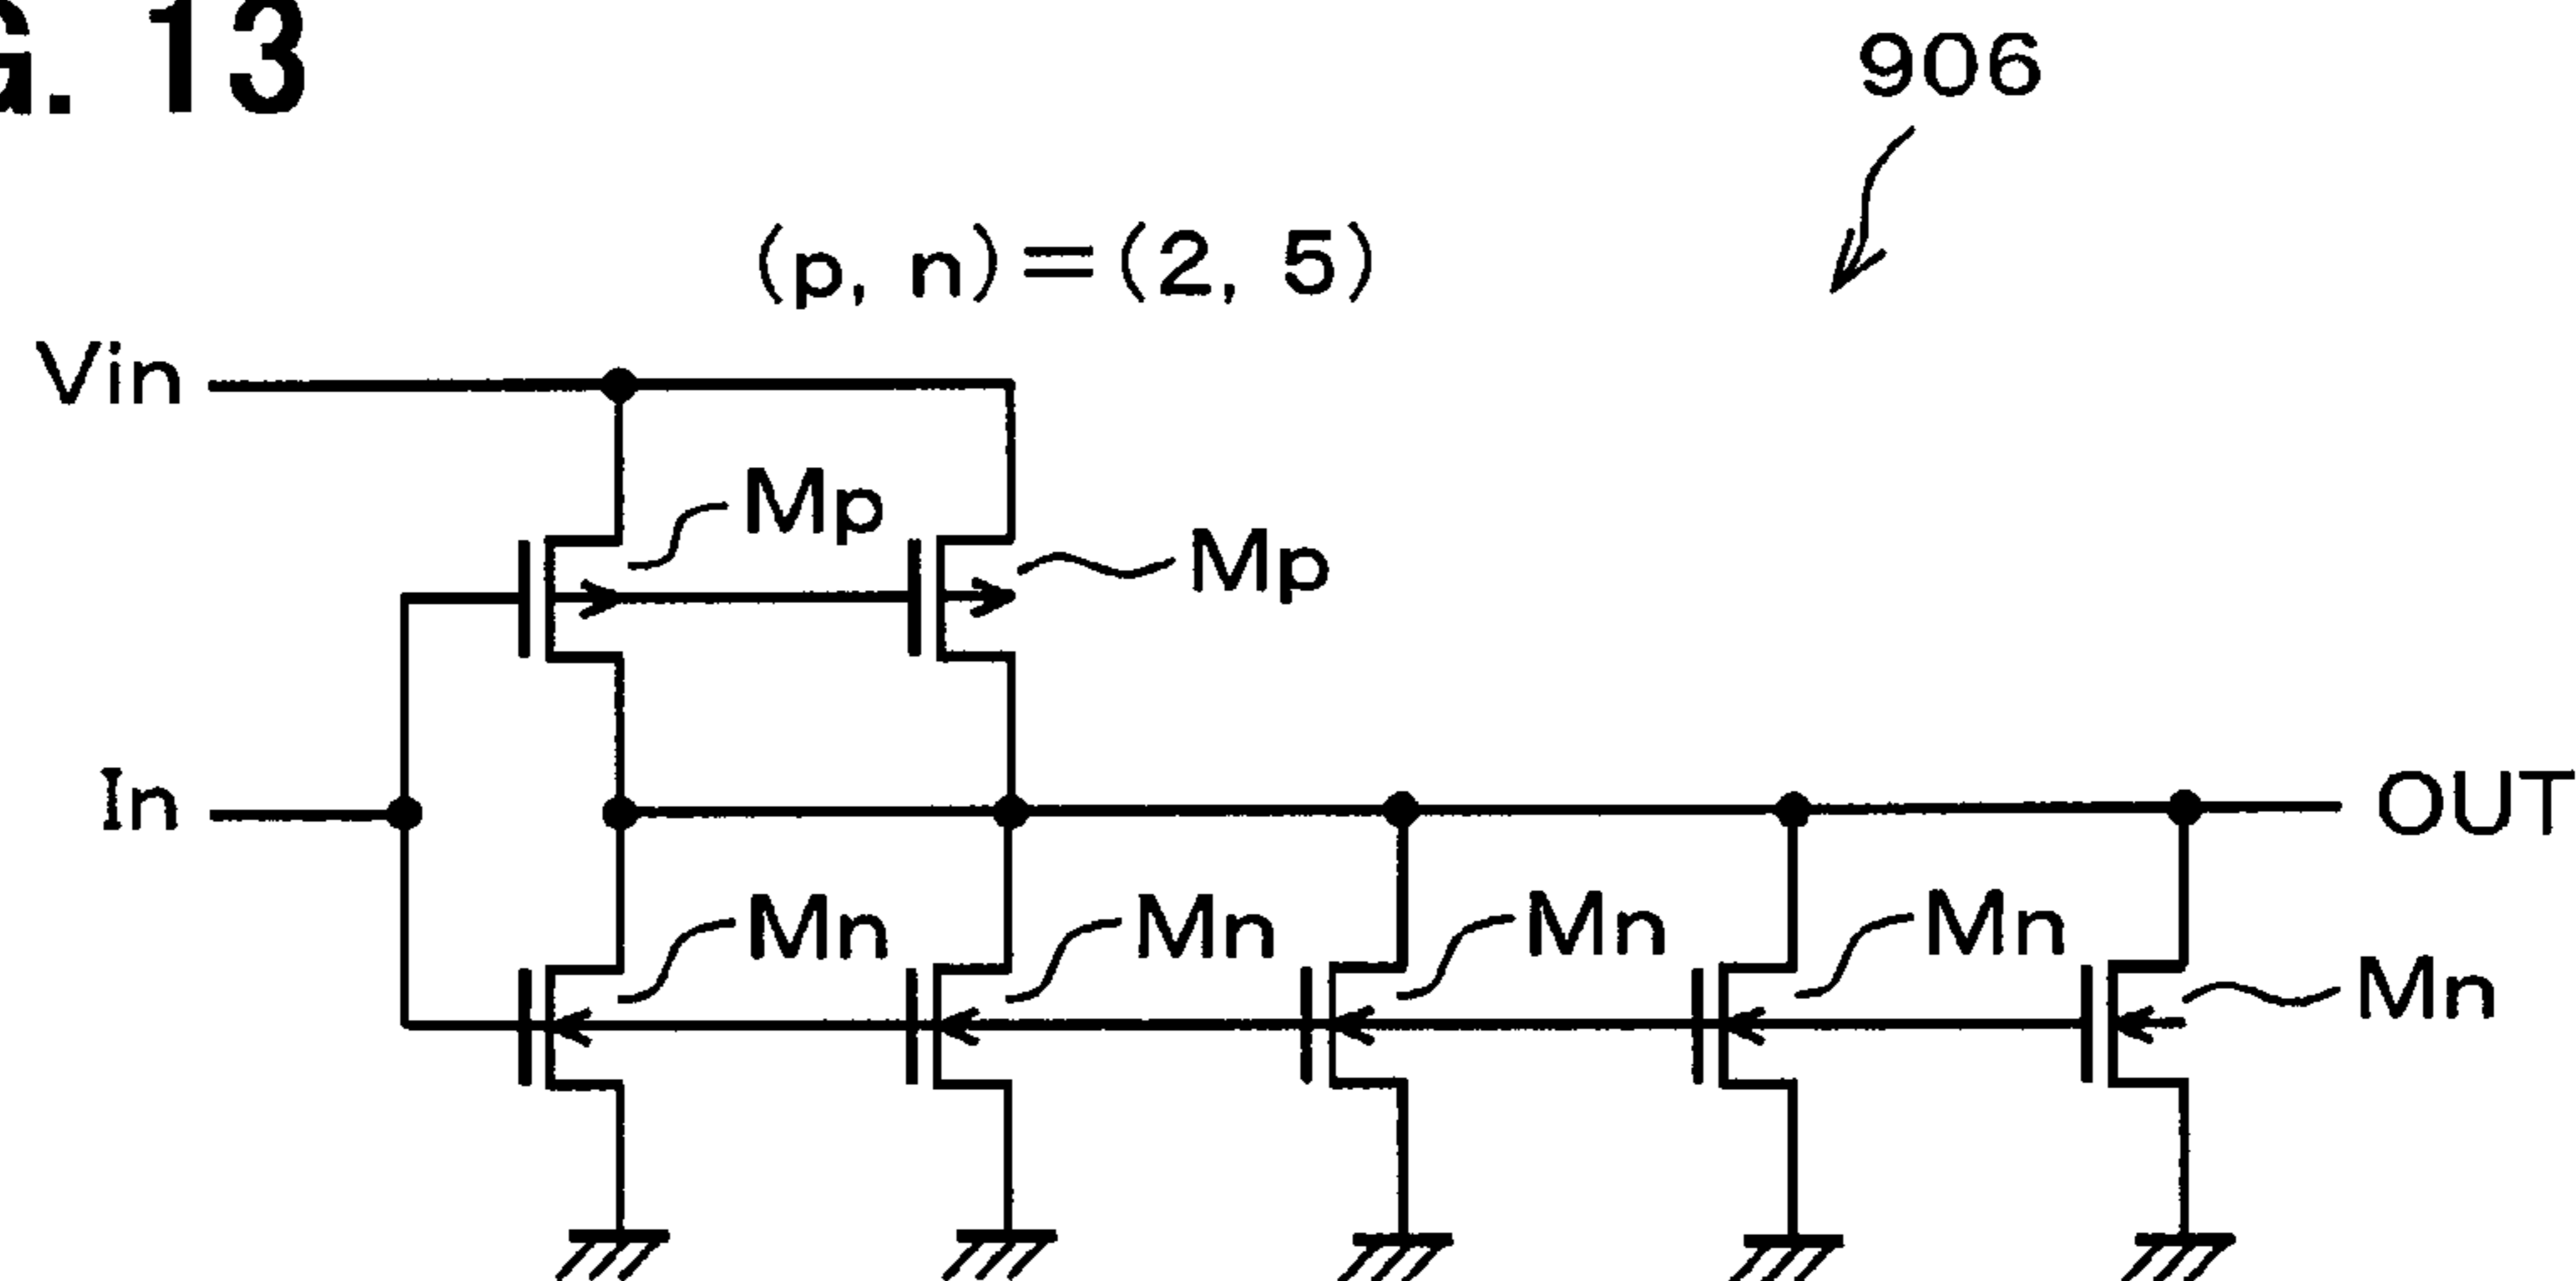 G. 13
906
(p, n)=(2, 5)
Vin
Mp
Mp
In
OUT
Mn
Mn
Mn
Mn
Mn